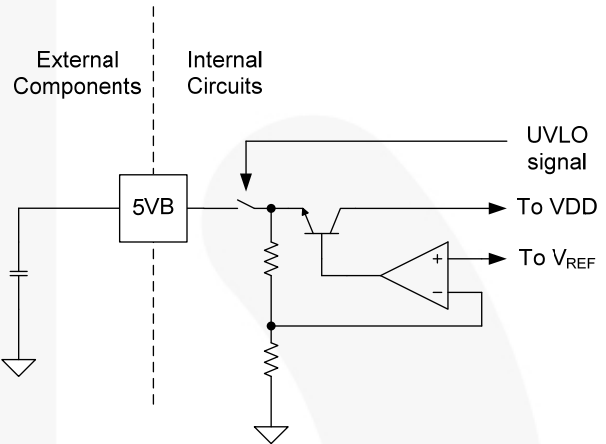 External
Components
Internal
Circuits
UVLO
signal
5VB
To VDD
+
To VREF
−